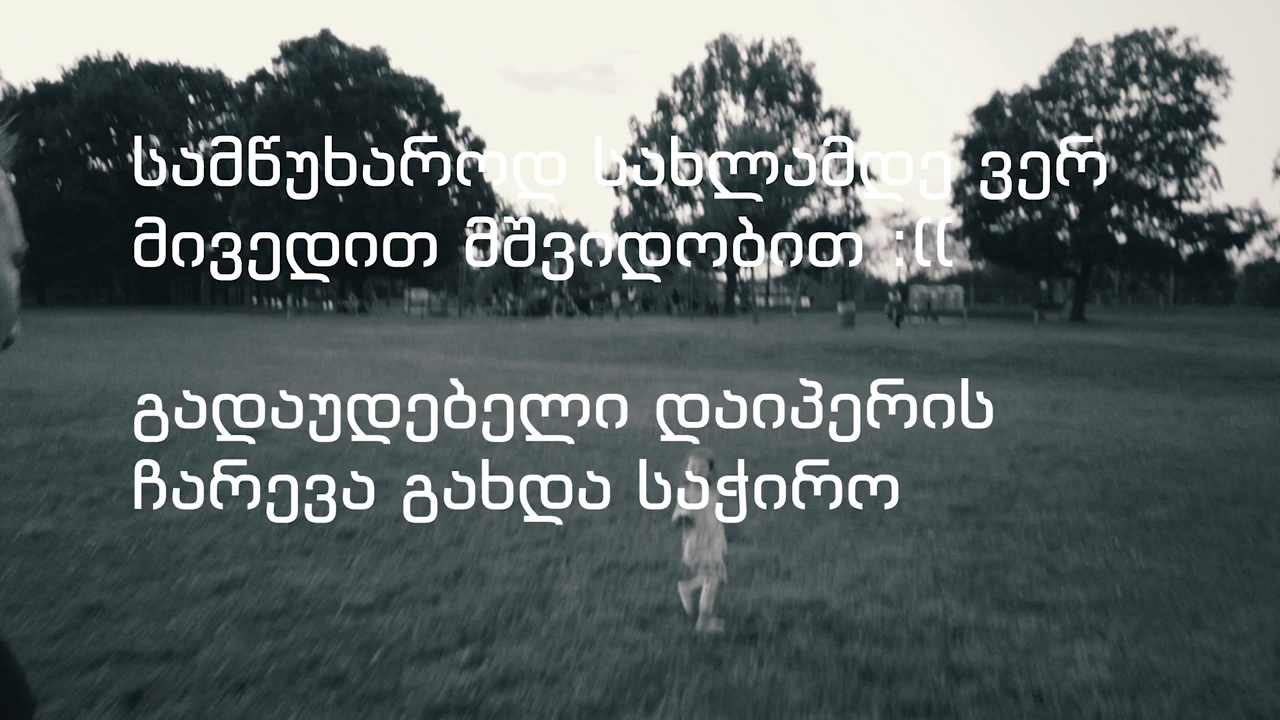 სამწუხაროდ სახლამდე ვერ
მივედით მშვიდობით :((
გადაუდებელი დაიპერის
ჩარევა გახდა საჭირო